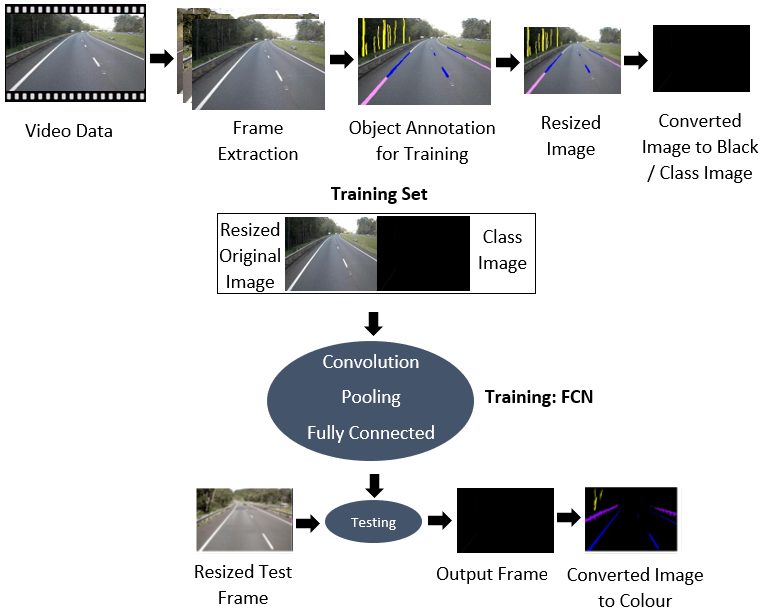 Video Data
Frame
Extraction
Object Annotation
for Training
Resized
Image
Converted
Image to Black
/ Class Image
Training Set
Resized
Original
Image
Class
Image
Convolution
Pooling
Fully Connected
Training: FCN
Testing
Resized Test
Frame
Output Frame
Converted Image
to Colour